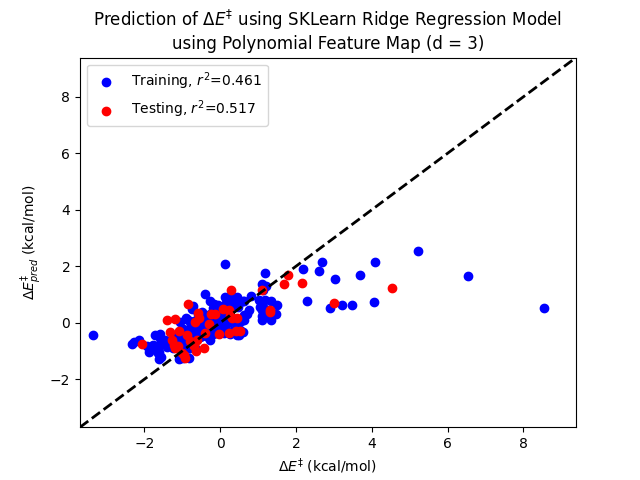 Prediction of ΔE‡ using SKLearn Ridge Regression Model
using Polynomial Feature Map (d = 3)
Training, r²=0.461
Testing, r²=0.517
8
6
4
2
0
−2
ΔE‡pred (kcal/mol)
−2 0 2 4 6 8
ΔE‡ (kcal/mol)